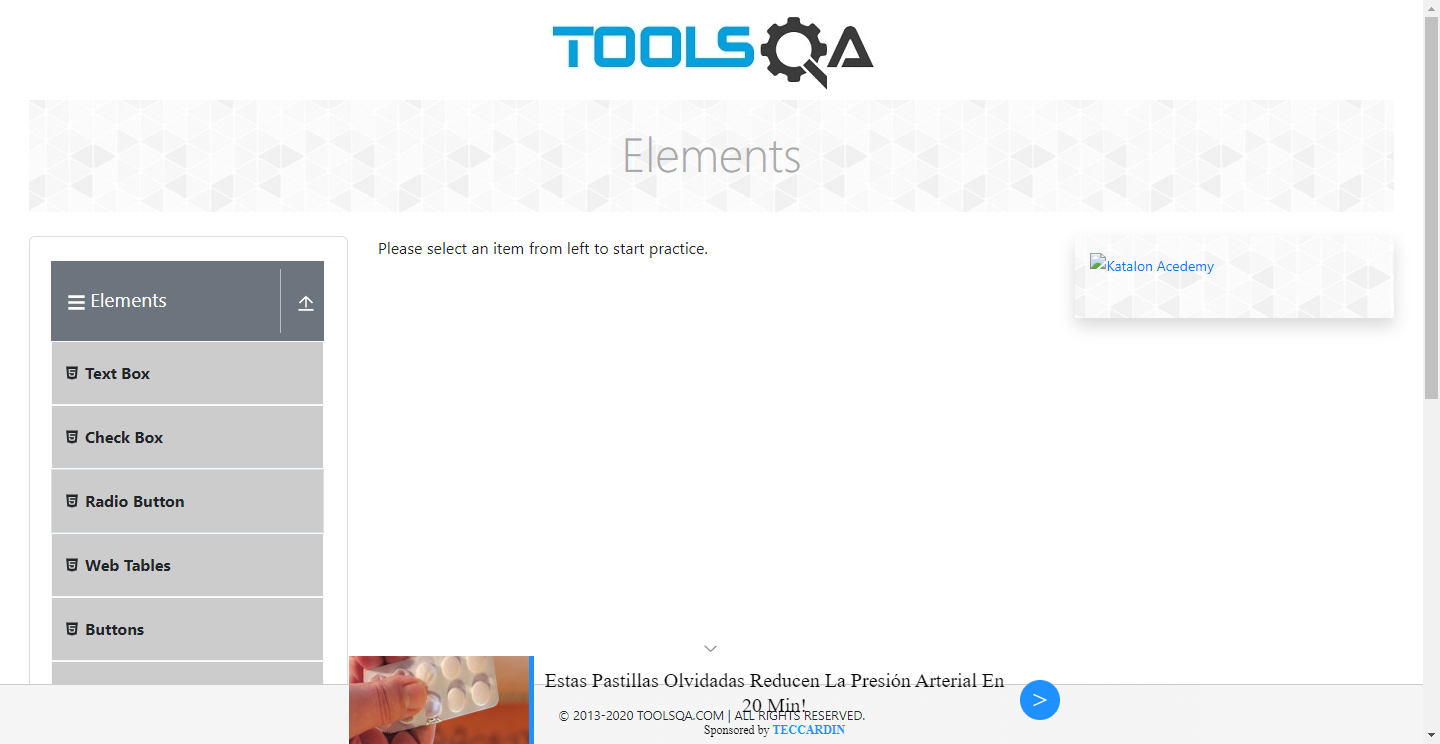 TOOLSQA
Elements
Elements
Text Box
Check Box
Radio Button
Web Tables
Buttons
Please select an item from left to start practice.
Katalon Acedemy
Estas Pastillas Olvidadas Reducen La Presión Arterial En
20 Min!
>
© 2013-2020 TOOLSQA.COM | ALL RIGHTS RESERVED.
Sponsored by TECCARDIN